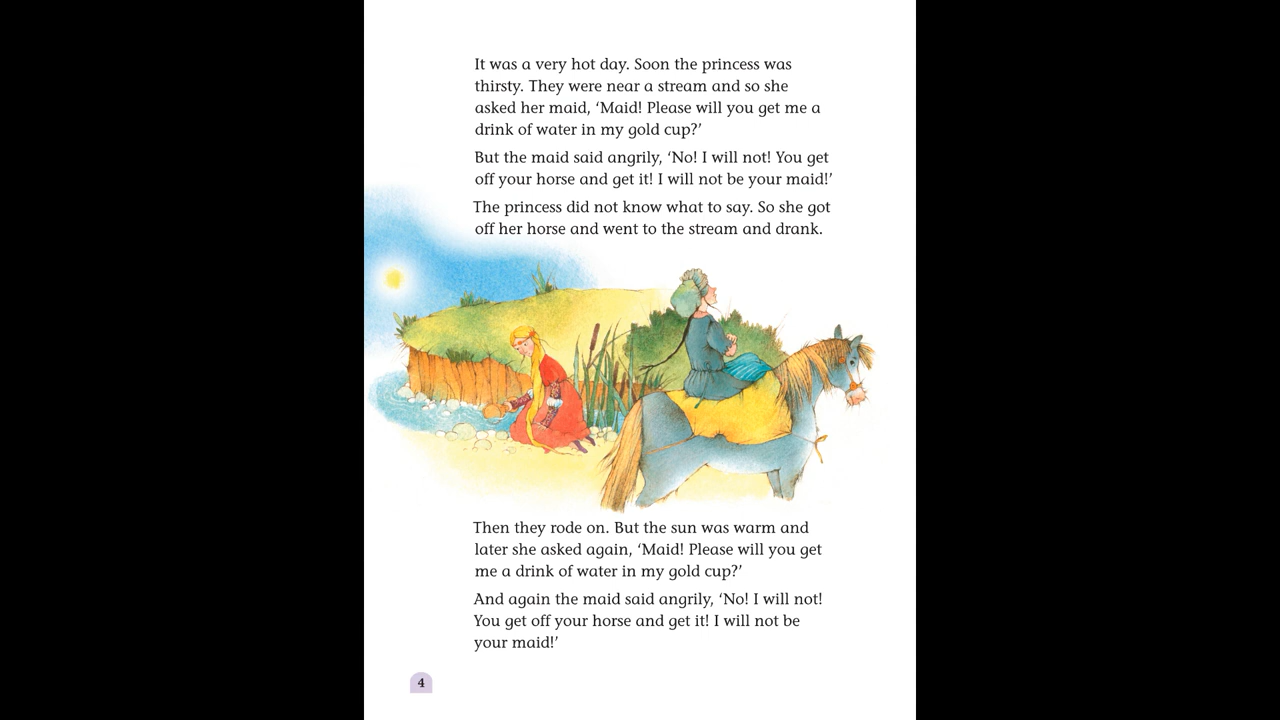 It was a very hot day. Soon the princess was
thirsty. They were near a stream and so she
asked her maid, ‘Maid! Please will you get me a
drink of water in my gold cup?’
But the maid said angrily, ‘No! I will not! You get
off your horse and get it! I will not be your maid!’
The princess did not know what to say. So she got
off her horse and went to the stream and drank.
Then they rode on. But the sun was warm and
later she asked again, ‘Maid! Please will you get
me a drink of water in my gold cup?’
And again the maid said angrily, ‘No! I will not!
You get off your horse and get it! I will not be
your maid!’
4